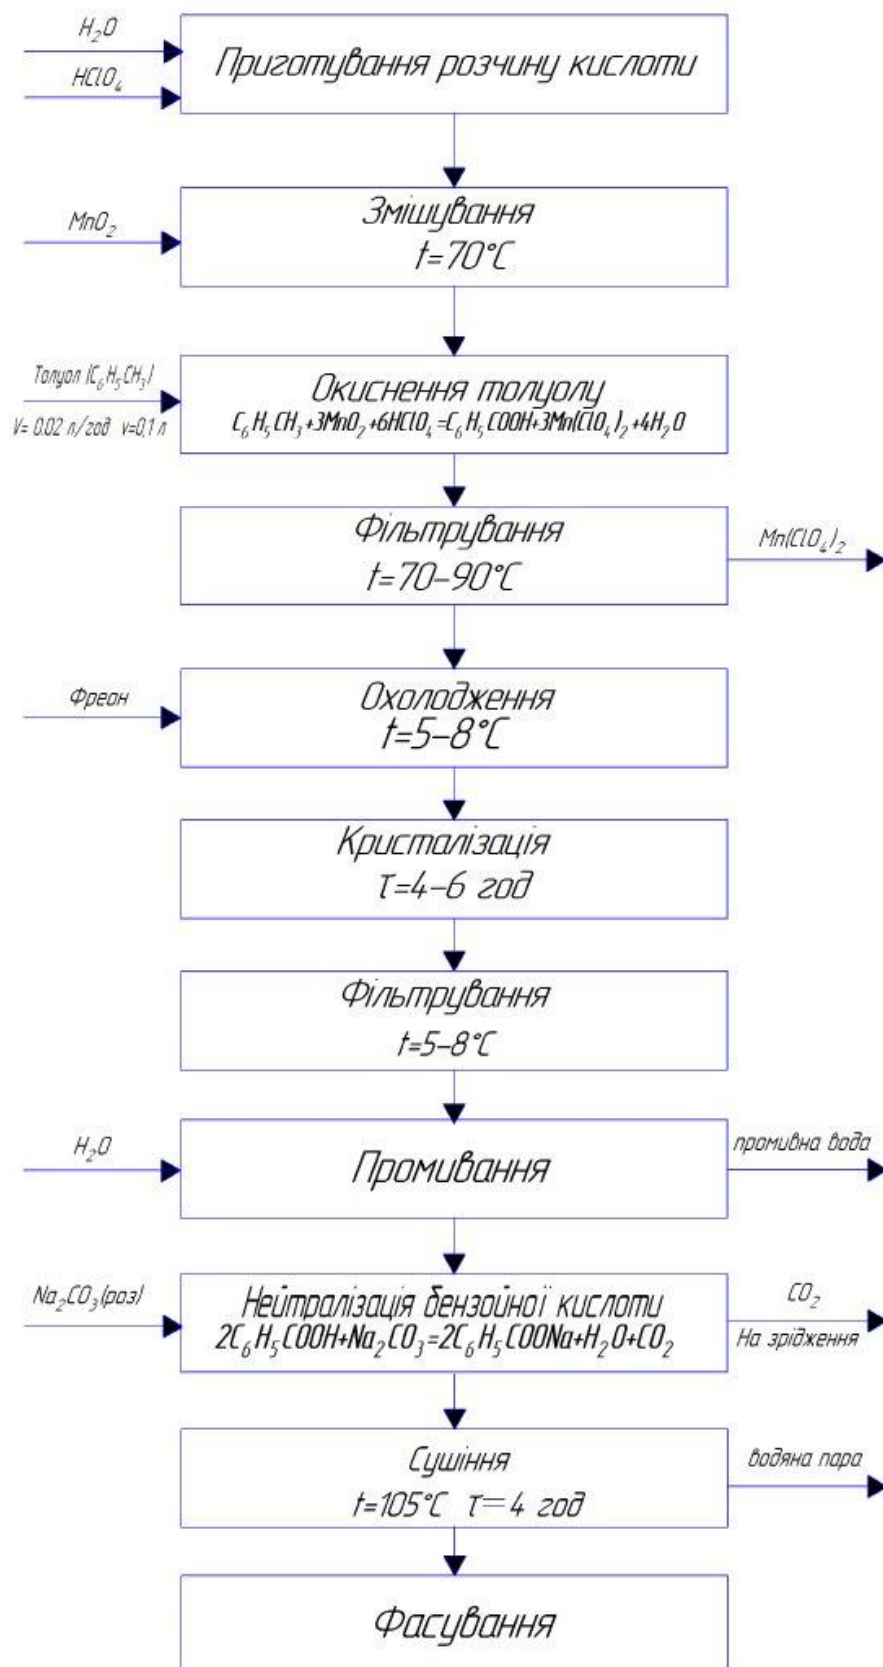 H₂O
HClO₄
Приготування розчину кислоти
MnO₂
Змішування
t=70°C
Толуол (C₆H₅CH₃)
V= 0.02 л/год v=0,1 л
Окиснення толуолу
C₆H₅CH₃+3MnO₂+6HClO₄=C₆H₅COOH+3Mn(ClO₄)₂+4H₂O
Фільтрування
t=70-90°C
Mn(ClO₄)₂
Фреон
Охолодження
t=5-8°C
Кристалізація
τ=4-6 год
Фільтрування
t=5-8°C
H₂O
Промивання
промивна вода
Na₂CO₃(роз)
Нейтралізація бензойної кислоти
2C₆H₅COOH+Na₂CO₃=2C₆H₅COONa+H₂O+CO₂
CO₂
На зрідження
Сушіння
t=105°C τ=4 год
водяна пара
Фасування